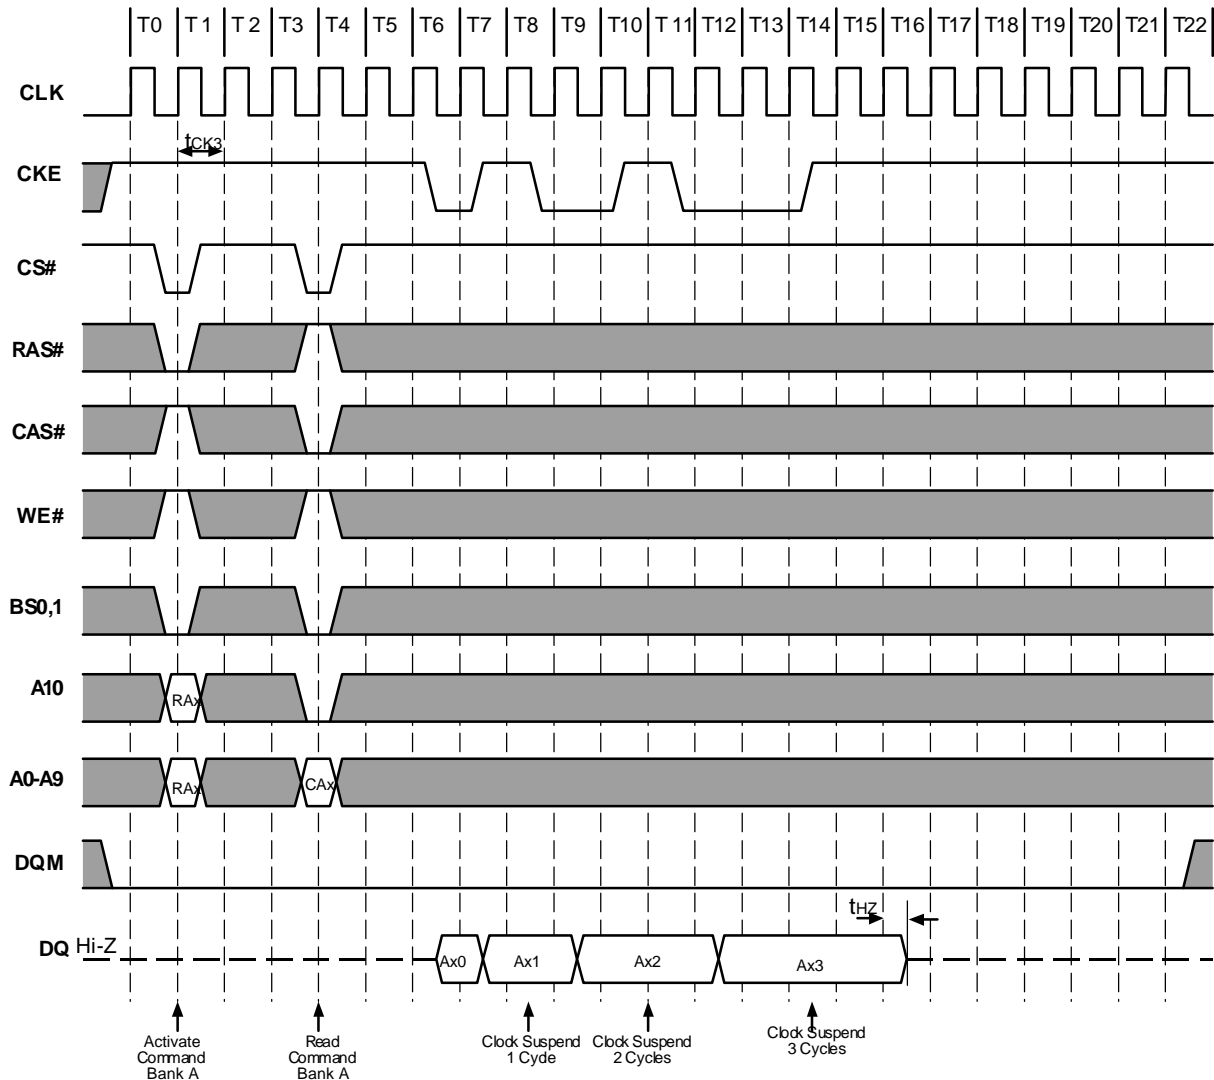 T0 T1 T2 T3 T4 T5 T6 T7 T8 T9 T10 T11 T12 T13 T14 T15 T16 T17 T18 T19 T20 T21 T22
CLK
tCK3
CKE
CS#
RAS#
CAS#
WE#
BS0,1
A10
RAx
A0-A9
RAx
CAx
DQM
tHZ
DQ Hi-Z
Ax0
Ax1
Ax2
Ax3
Activate
Command
Bank A
Read
Command
Bank A
Clock Suspend
1 Cycle
Clock Suspend
2 Cycles
Clock Suspend
3 Cycles